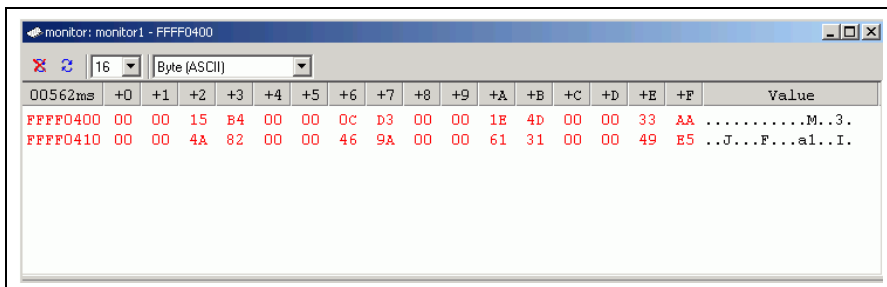 monitor: monitor1 - FFFF0400
16 Byte (ASCII)
00562ms +0 +1 +2 +3 +4 +5 +6 +7 +8 +9 +A +B +C +D +E +F Value
FFFF0400 00 00 15 B4 00 00 0C D3 00 00 1E 4D 00 00 33 AA ...........M..3.
FFFF0410 00 00 4A 82 00 00 46 9A 00 00 61 31 00 00 49 E5 ..J...F...a1..I.